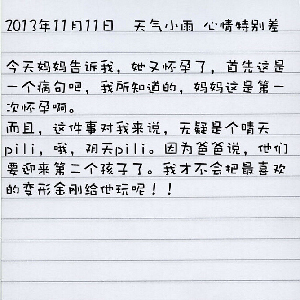 2013年11月11日 天气小雨 心情特别差
今天妈妈告诉我，她又怀孕了，首先这是
一个病句吧，我所知道的，妈妈这是第一
次怀孕啊。
而且，这件事对我来说，无疑是个晴天
pili，哦，阴天pili。因为爸爸说，他们
要迎来第二个孩子了。我才不会把最喜欢
的变形金刚给他玩呢！！